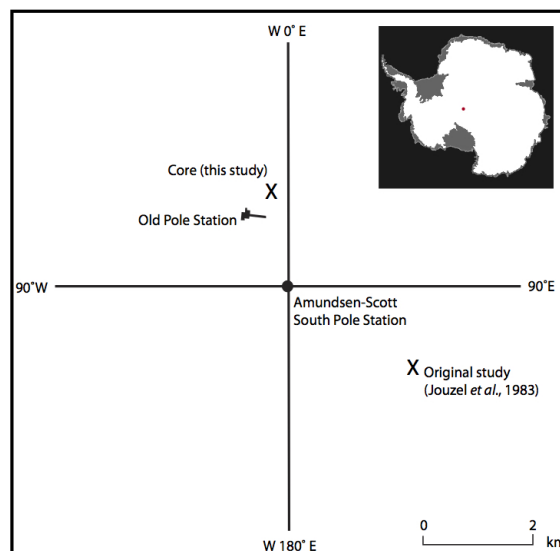 W 0° E
Core (this study)
X
Old Pole Station
90°W
90°E
Amundsen-Scott
South Pole Station
X
Original study
(Jouzel et al., 1983)
0
2
km
W 180° E